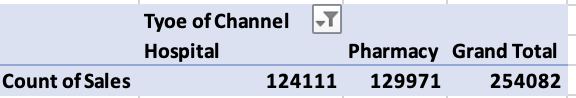 Tyoe of Channel
Hospital Pharmacy Grand Total
Count of Sales 124111 129971 254082